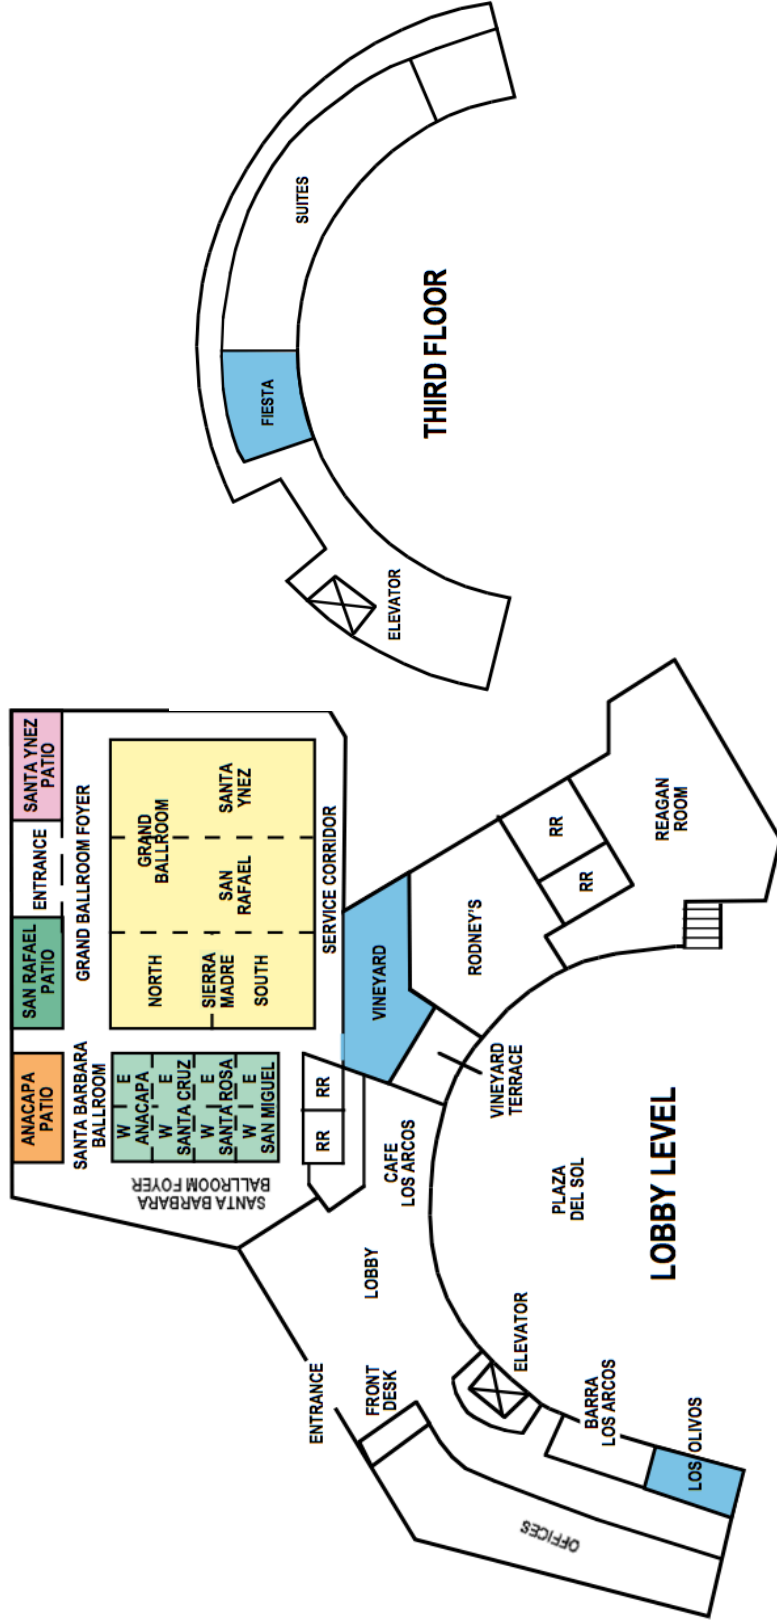 SANTA YNEZ
PATIO
ENTRANCE
SAN RAFAEL
PATIO
ANACAPA
PATIO
GRAND BALLROOM FOYER
SANTA BARBARA
BALLROOM
GRAND
BALLROOM
SANTA
YNEZ
SAN
RAFAEL
NORTH
SIERRA
MADRE
SOUTH
W E
ANACAPA
W E
SANTA CRUZ
W E
SANTA ROSA
W E
SAN MIGUEL
SANTA BARBARA
BALLROOM FOYER
SERVICE CORRIDOR
RR
RR
VINEYARD
RODNEY'S
RR
RR
REAGAN
ROOM
VINEYARD
TERRACE
CAFE
LOS ARCOS
LOBBY
PLAZA
DEL SOL
ENTRANCE
FRONT
DESK
ELEVATOR
BARRA
LOS ARCOS
LOS OLIVOS
OFFICES
LOBBY LEVEL
SUITES
FIESTA
ELEVATOR
THIRD FLOOR